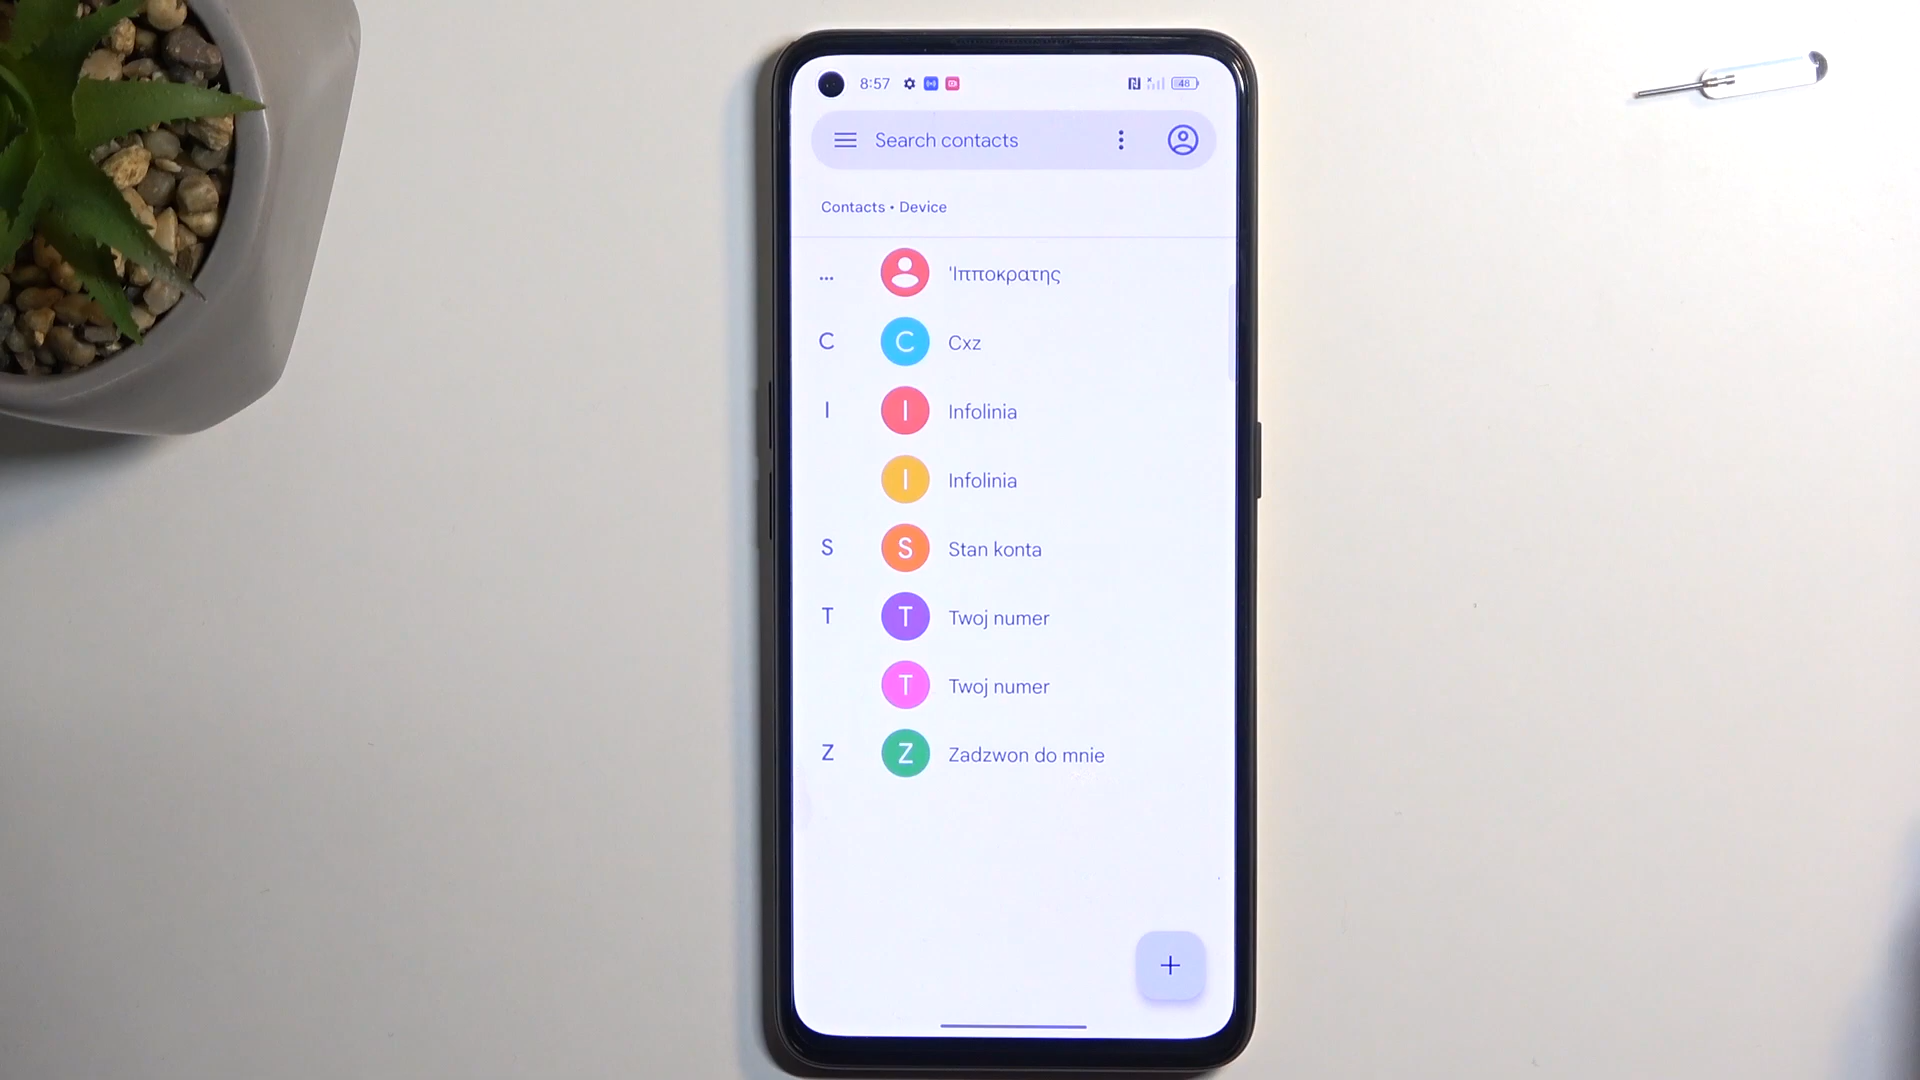 8:57 48
Search contacts
Contacts • Device
... 'Ιπποκρατης
C C Cxz
I I Infolinia
I Infolinia
S S Stan konta
T T Twoj numer
T Twoj numer
Z Z Zadzwon do mnie
+